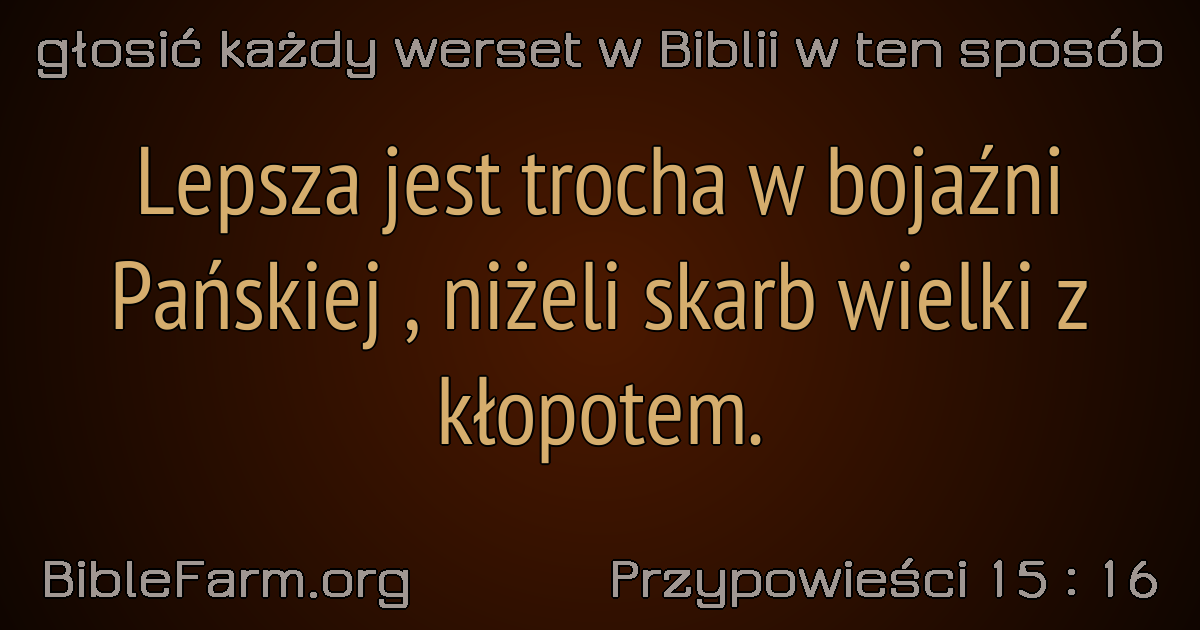 głosić każdy werset w Biblii w ten sposób
Lepsza jest trocha w bojaźni
Pańskiej , niżeli skarb wielki z
kłopotem.
BibleFarm.org
Przypowieści 15 : 16